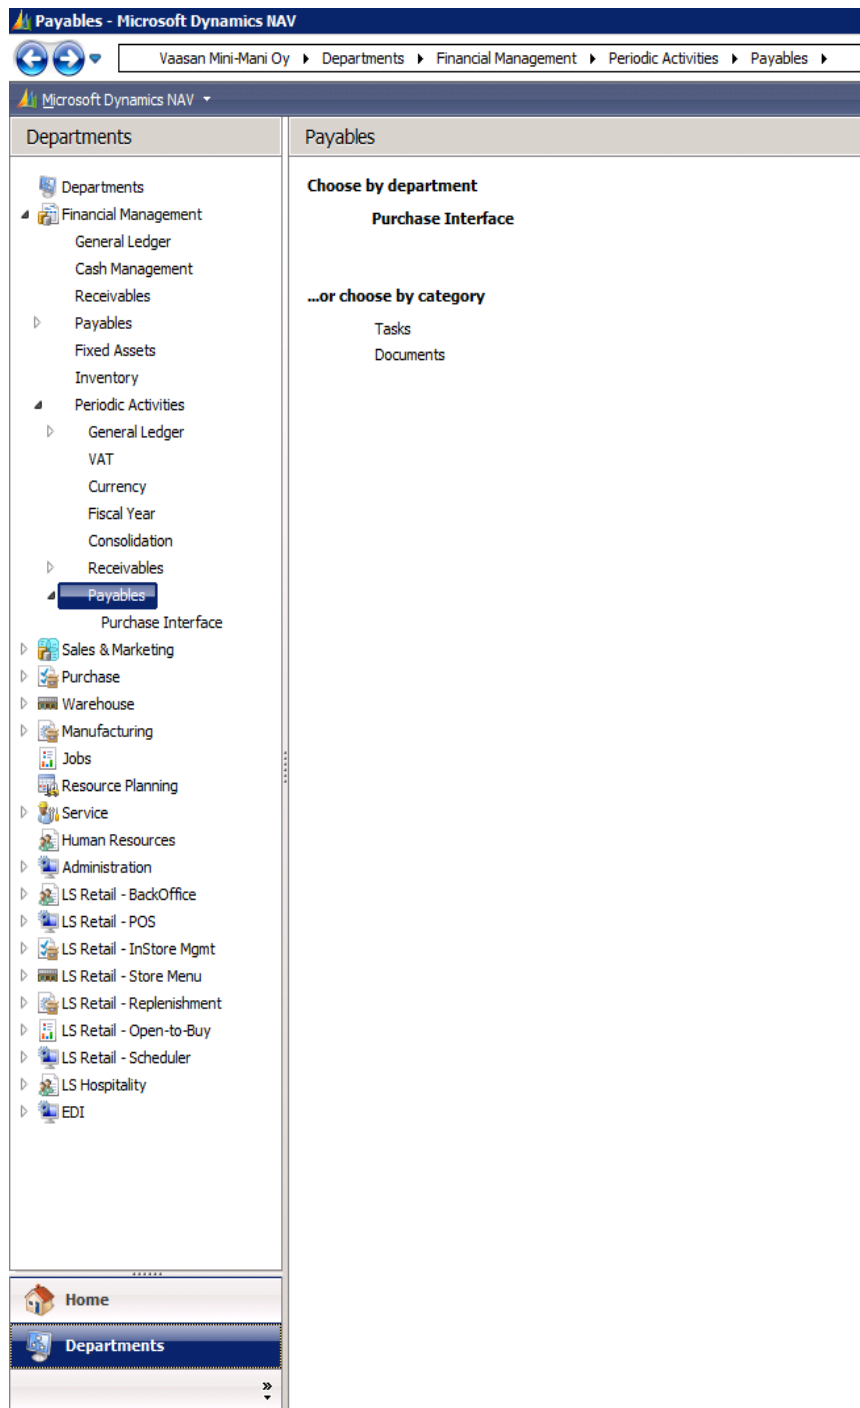 Payables - Microsoft Dynamics NAV
Vaasan Mini-Mani Oy Departments Financial Management Periodic Activities Payables
Microsoft Dynamics NAV
Departments
Departments
Financial Management
General Ledger
Cash Management
Receivables
Payables
Fixed Assets
Inventory
Periodic Activities
General Ledger
VAT
Currency
Fiscal Year
Consolidation
Receivables
Payables
Purchase Interface
Sales & Marketing
Purchase
Warehouse
Manufacturing
Jobs
Resource Planning
Service
Human Resources
Administration
LS Retail - BackOffice
LS Retail - POS
LS Retail - InStore Mgmt
LS Retail - Store Menu
LS Retail - Replenishment
LS Retail - Open-to-Buy
LS Retail - Scheduler
LS Hospitality
EDI
Home
Departments
Payables
Choose by department
Purchase Interface
...or choose by category
Tasks
Documents